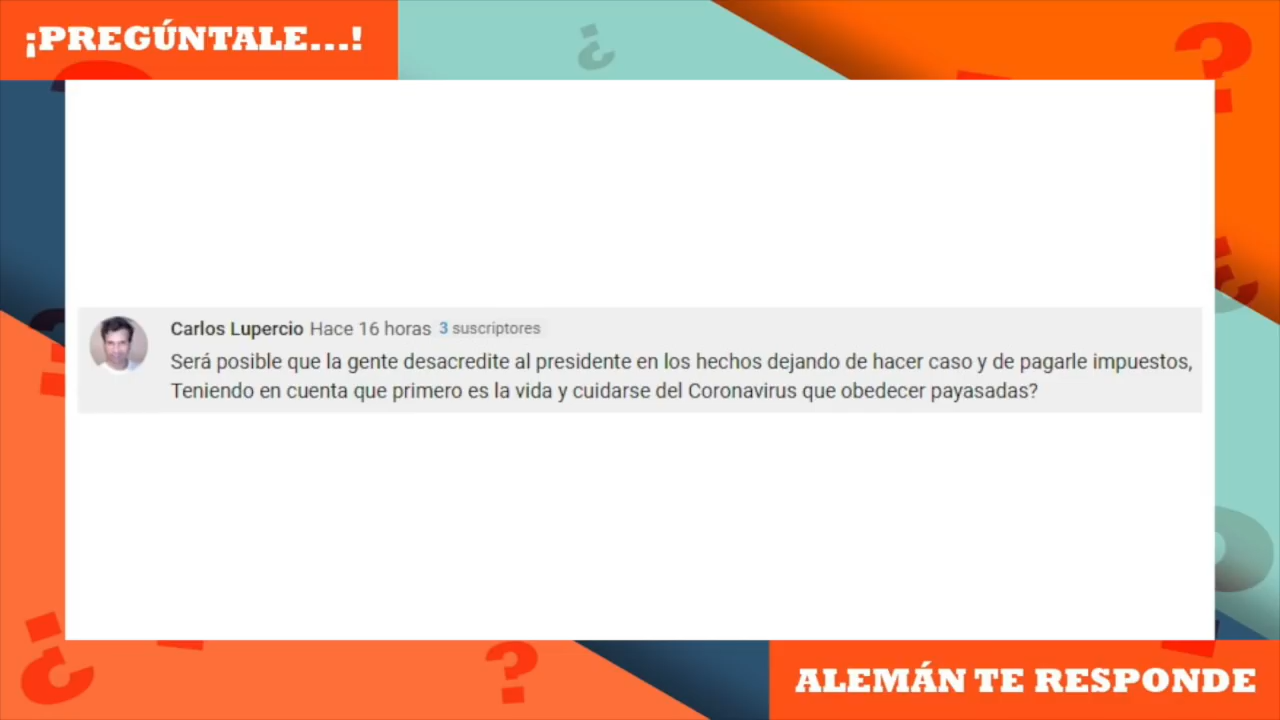 ¡PREGÚNTALE...!
Carlos Lupercio Hace 16 horas 3 suscriptores
Será posible que la gente desacredite al presidente en los hechos dejando de hacer caso y de pagarle impuestos,
Teniendo en cuenta que primero es la vida y cuidarse del Coronavirus que obedecer payasadas?
ALEMÁN TE RESPONDE